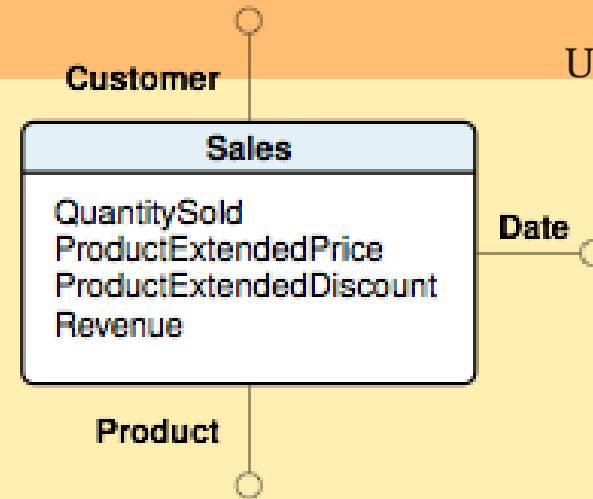 U
Customer
Sales
QuantitySold
ProductExtendedPrice
ProductExtendedDiscount
Revenue
Date
Product